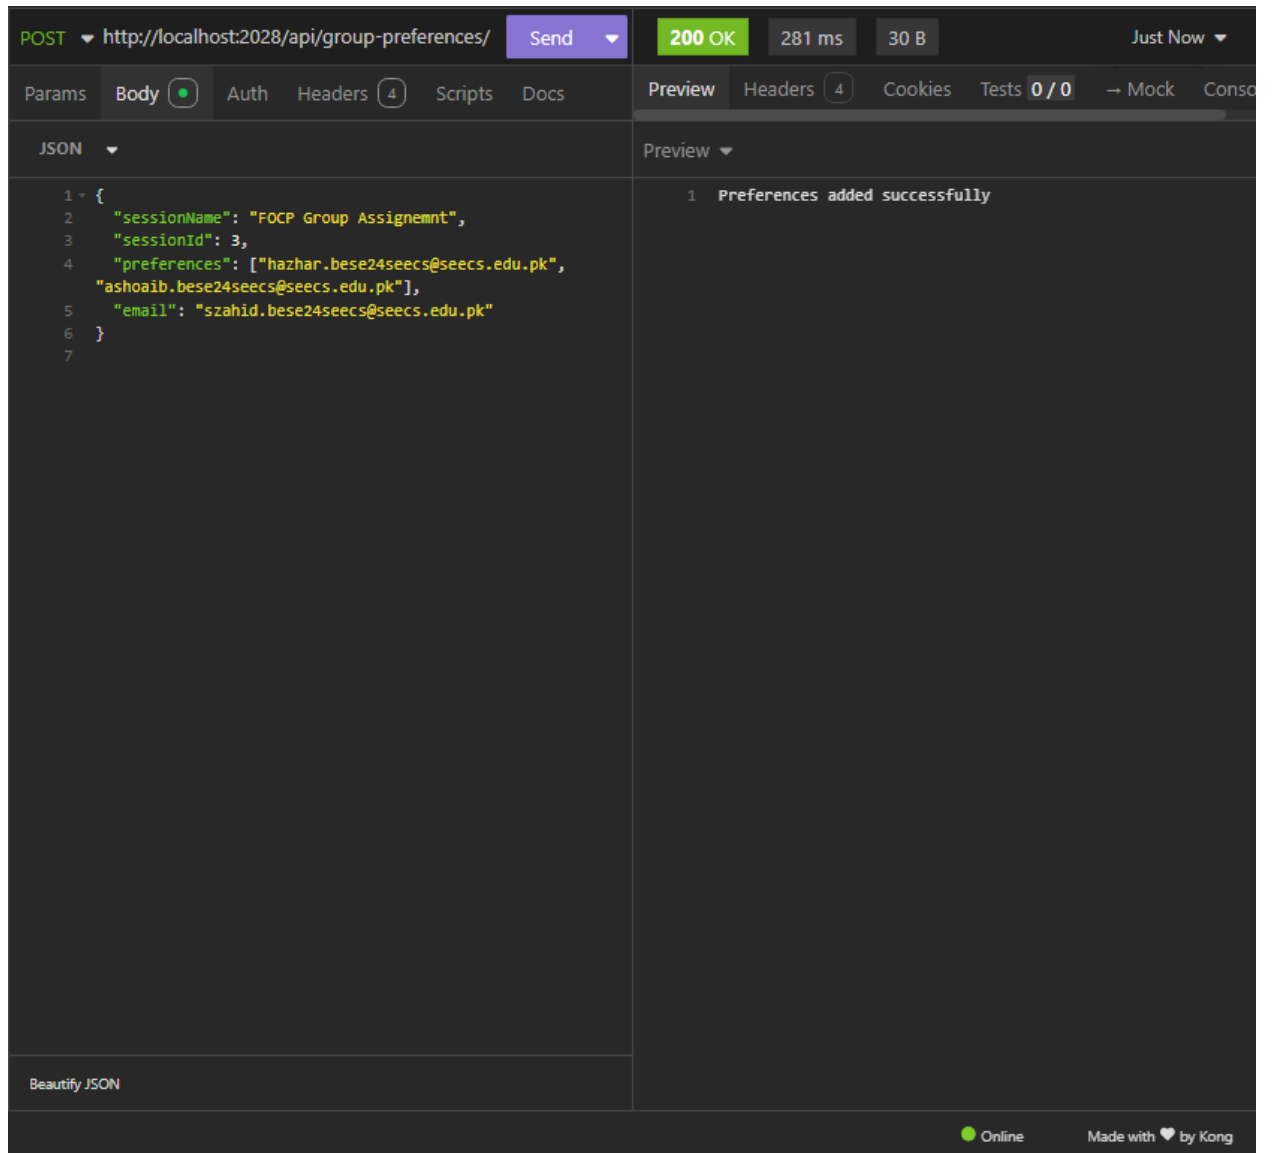 POST http://localhost:2028/api/group-preferences/ Send
200 OK 281 ms 30 B Just Now
Params Body Auth Headers 4 Scripts Docs
Preview Headers 4 Cookies Tests 0 / 0 → Mock Conso
JSON
Preview
1 {
2 "sessionName": "FOCP Group Assignemnt",
3 "sessionId": 3,
4 "preferences": ["hazhar.bese24seecs@seecs.edu.pk",
"ashoaib.bese24seecs@seecs.edu.pk"],
5 "email": "szahid.bese24seecs@seecs.edu.pk"
6 }
7
1 Preferences added successfully
Beautify JSON
Online Made with ♥ by Kong